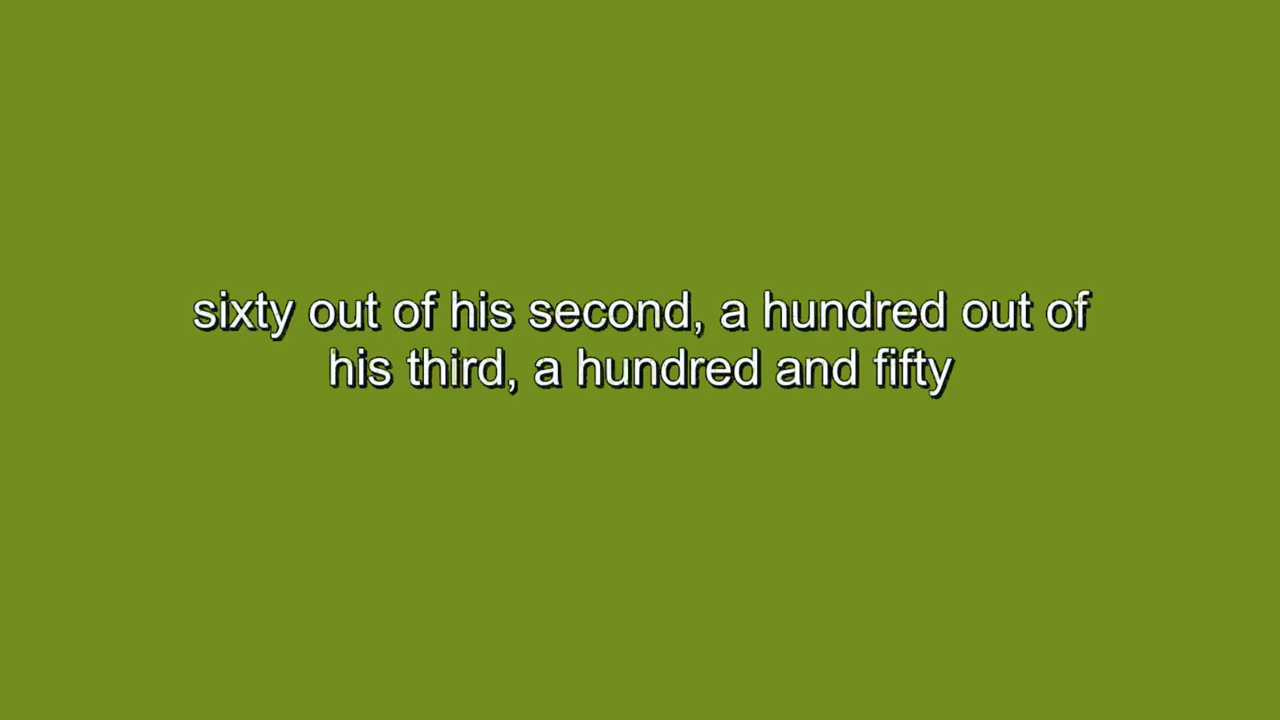 sixty out of his second, a hundred out of
his third, a hundred and fifty